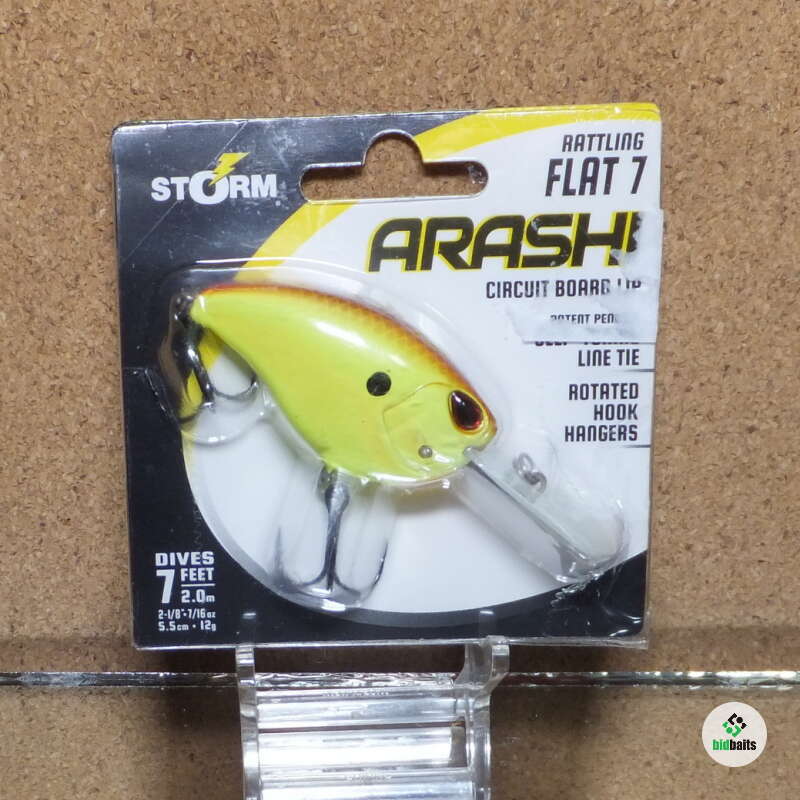 STORM
RATTLING
FLAT 7
ARASHI
CIRCUIT BOARD LIP
LINE TIE
ROTATED
HOOK
HANGERS
DIVES
7 FEET
2.0m
2-1/8" • 7/16 oz
5.5cm • 12g
bidbaits